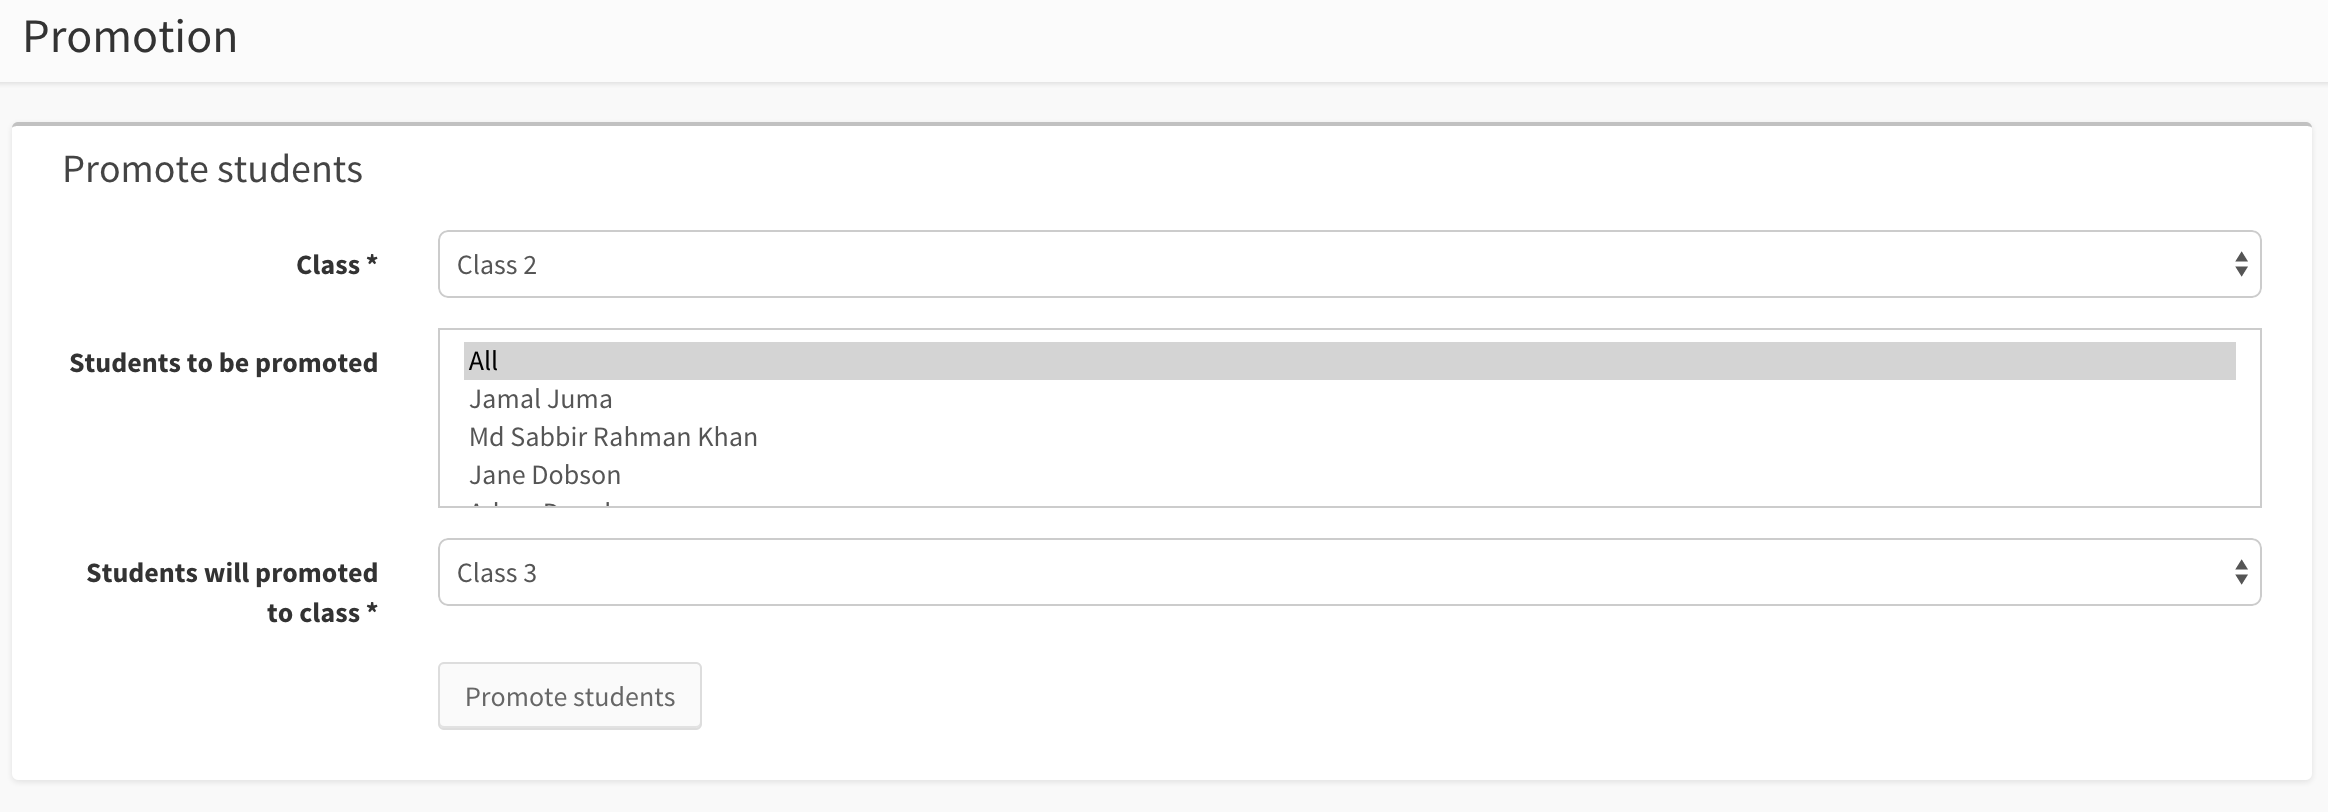 Promotion
Promote students
Class *
Class 2
Students to be promoted
All
Jamal Juma
Md Sabbir Rahman Khan
Jane Dobson
Students will promoted
to class *
Class 3
Promote students